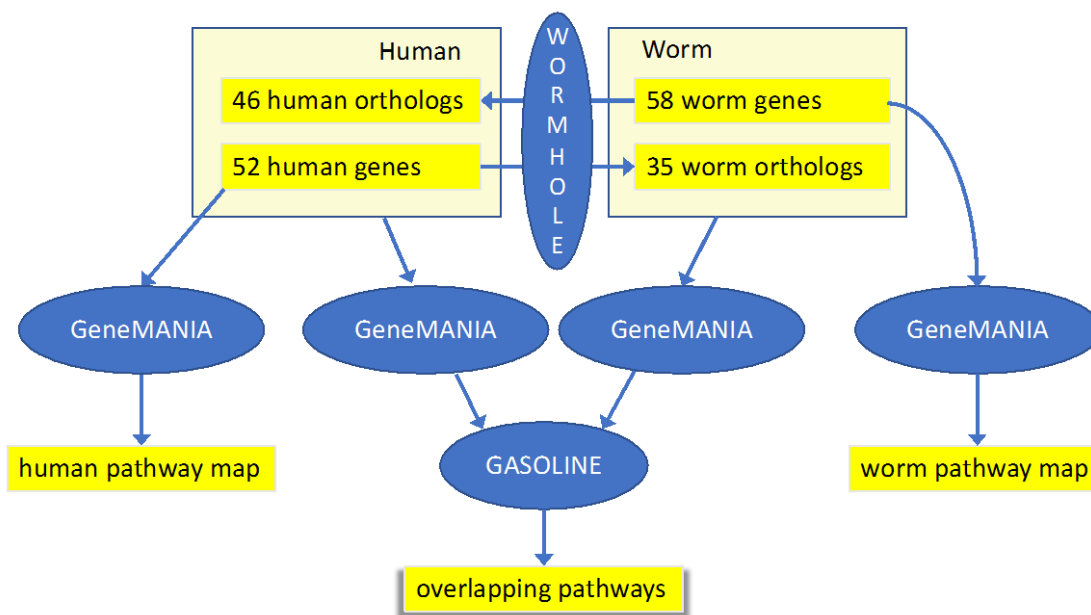 Human
WORMHOLE
Worm
46 human orthologs
58 worm genes
52 human genes
35 worm orthologs
GeneMANIA
GeneMANIA
GeneMANIA
GeneMANIA
human pathway map
GASOLINE
worm pathway map
overlapping pathways